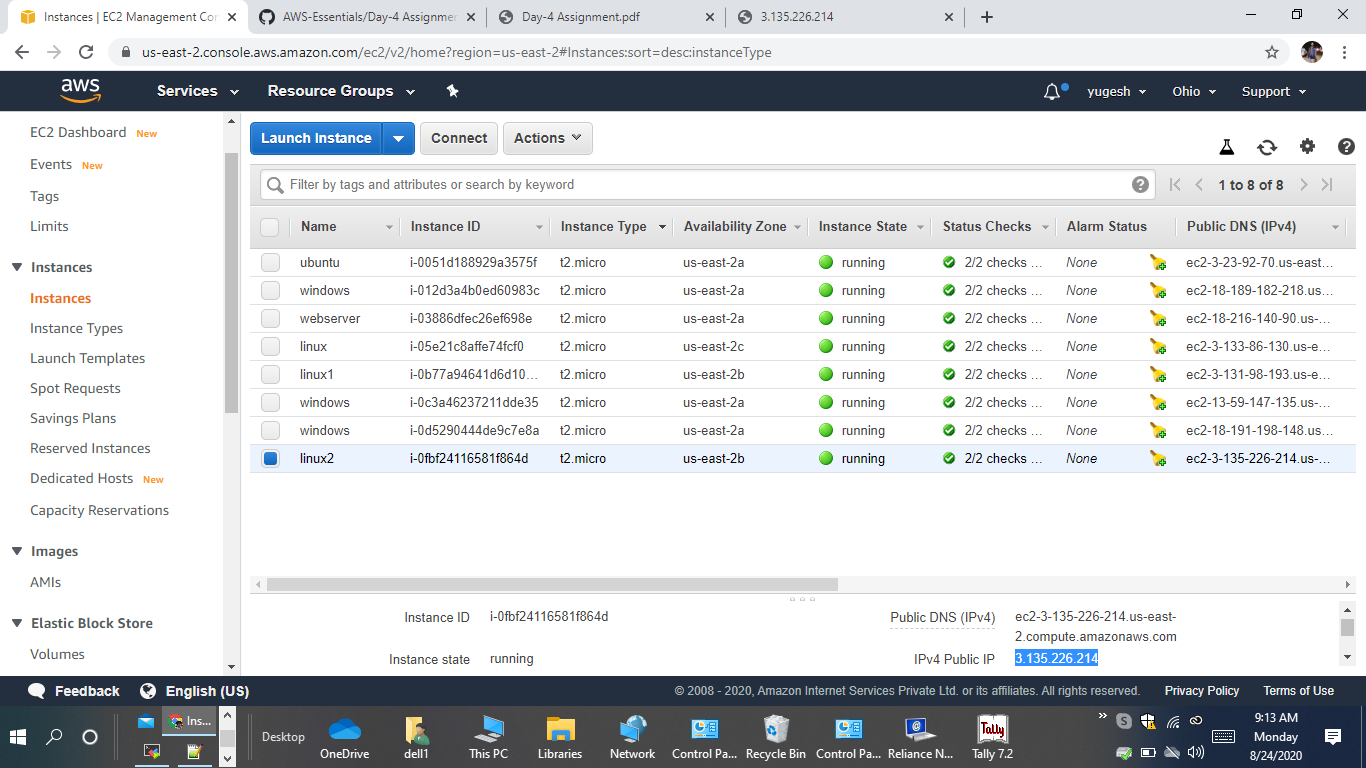 Instances | EC2 Management Con
AWS-Essentials/Day-4 Assignment
Day-4 Assignment.pdf
3.135.226.214
us-east-2.console.aws.amazon.com/ec2/v2/home?region=us-east-2#Instances:sort=desc:instanceType
aws Services Resource Groups yugesh Ohio Support
EC2 Dashboard New
Events New
Tags
Limits
Instances
Instances
Instance Types
Launch Templates
Spot Requests
Savings Plans
Reserved Instances
Dedicated Hosts New
Capacity Reservations
Images
AMIs
Elastic Block Store
Volumes
Launch Instance Connect Actions
Filter by tags and attributes or search by keyword 1 to 8 of 8
Name Instance ID Instance Type Availability Zone Instance State Status Checks Alarm Status Public DNS (IPv4)
ubuntu i-0051d188929a3575f t2.micro us-east-2a running 2/2 checks ... None ec2-3-23-92-70.us-east...
windows i-012d3a4b0ed60983c t2.micro us-east-2a running 2/2 checks ... None ec2-18-189-182-218.us...
webserver i-03886dfec26ef698e t2.micro us-east-2a running 2/2 checks ... None ec2-18-216-140-90.us-...
linux i-05e21c8affe74fcf0 t2.micro us-east-2c running 2/2 checks ... None ec2-3-133-86-130.us-e...
linux1 i-0b77a94641d6d10... t2.micro us-east-2b running 2/2 checks ... None ec2-3-131-98-193.us-e...
windows i-0c3a46237211dde35 t2.micro us-east-2a running 2/2 checks ... None ec2-13-59-147-135.us-...
windows i-0d5290444de9c7e8a t2.micro us-east-2a running 2/2 checks ... None ec2-18-191-198-148.us...
linux2 i-0fbf24116581f864d t2.micro us-east-2b running 2/2 checks ... None ec2-3-135-226-214.us-...
Instance ID i-0fbf24116581f864d Public DNS (IPv4) ec2-3-135-226-214.us-east-
2.compute.amazonaws.com
Instance state running IPv4 Public IP 3.135.226.214
Feedback English (US) © 2008 - 2020, Amazon Internet Services Private Ltd. or its affiliates. All rights reserved. Privacy Policy Terms of Use
Ins...
Desktop
OneDrive
dell1
This PC
Libraries
Network
Control Pa...
Recycle Bin
Control Pa...
Reliance N...
Tally
Tally 7.2
9:13 AM
Monday
8/24/2020